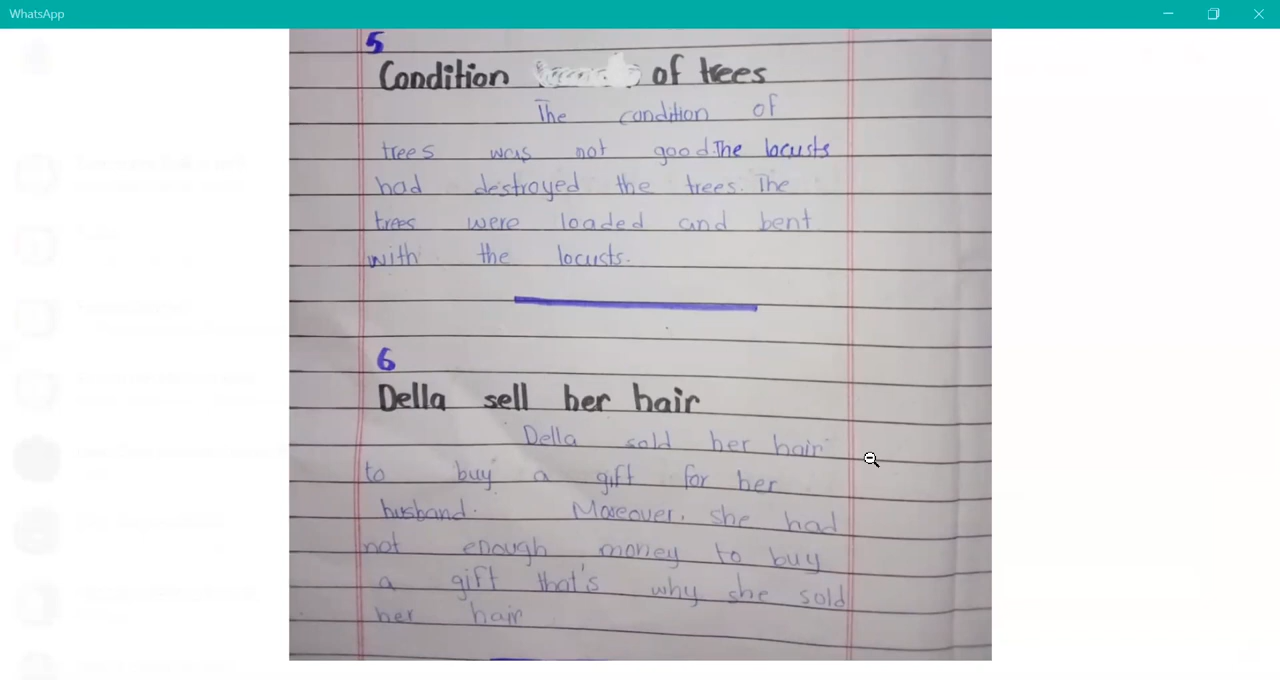 WhatsApp
5
Condition of trees
The condition of
trees was not good.The locusts
had destroyed the trees. The
trees were loaded and bent
with the locusts.
6
Della sell her hair
Della sold her hair
to buy a gift for her
husband. Moreover, she had
not enough money to buy
a gift that's why she sold
her hair